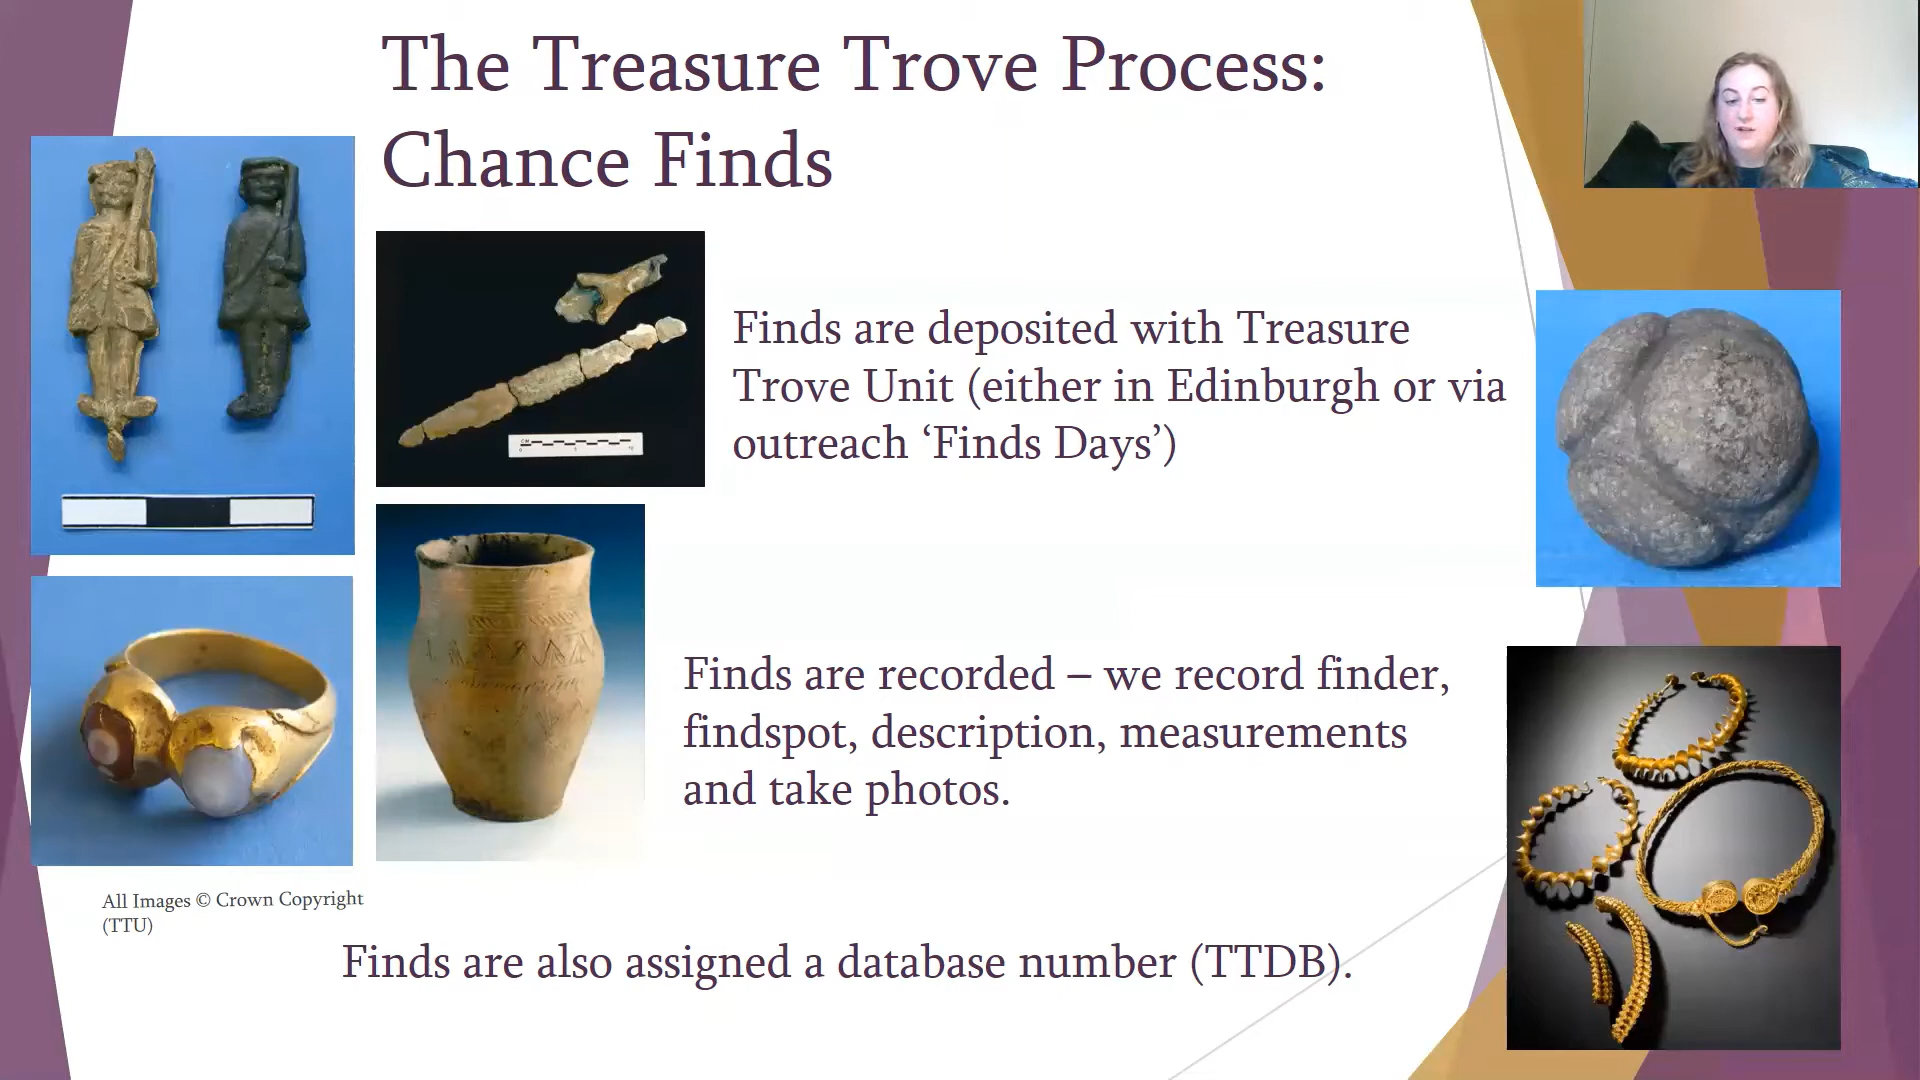 The Treasure Trove Process:
Chance Finds
Finds are deposited with Treasure
Trove Unit (either in Edinburgh or via
outreach ‘Finds Days’)
Finds are recorded – we record finder,
findspot, description, measurements
and take photos.
All Images © Crown Copyright
(TTU)
Finds are also assigned a database number (TTDB).